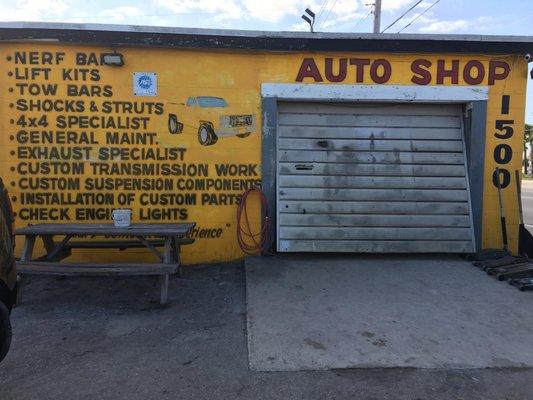 • NERF BA
• LIFT KITS
• TOW BARS
• SHOCKS & STRUTS
• 4x4 SPECIALIST
• GENERAL MAINT.
• EXHAUST SPECIALIST
• CUSTOM TRANSMISSION WORK
• CUSTOM SUSPENSION COMPONENTS
• INSTALLATION OF CUSTOM PARTS
• CHECK ENGINE LIGHTS
AUTO SHOP
1500